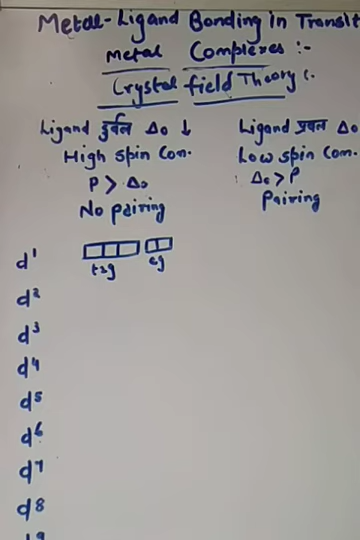 Metal-Ligand Bonding in Transit
Metal Complexes :-
Crystal field Theory :-
Ligand दुर्बल Δo ↓
High spin Com.
P > Δo
No pairing
Ligand प्रबल Δo
Low spin Com.
Δo > P
Pairing
t2g eg
d1
d2
d3
d4
d5
d6
d7
d8